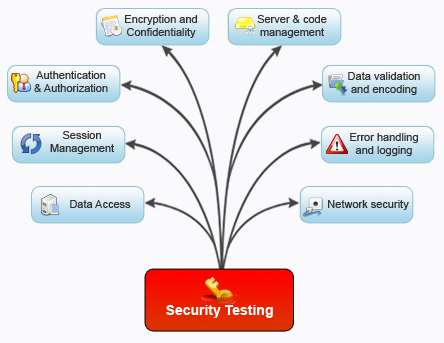 Encryption and
Confidentiality
Server & code
management
Authentication
& Authorization
Data validation
and encoding
Session
Management
Error handling
and logging
Data Access
Network security
Security Testing